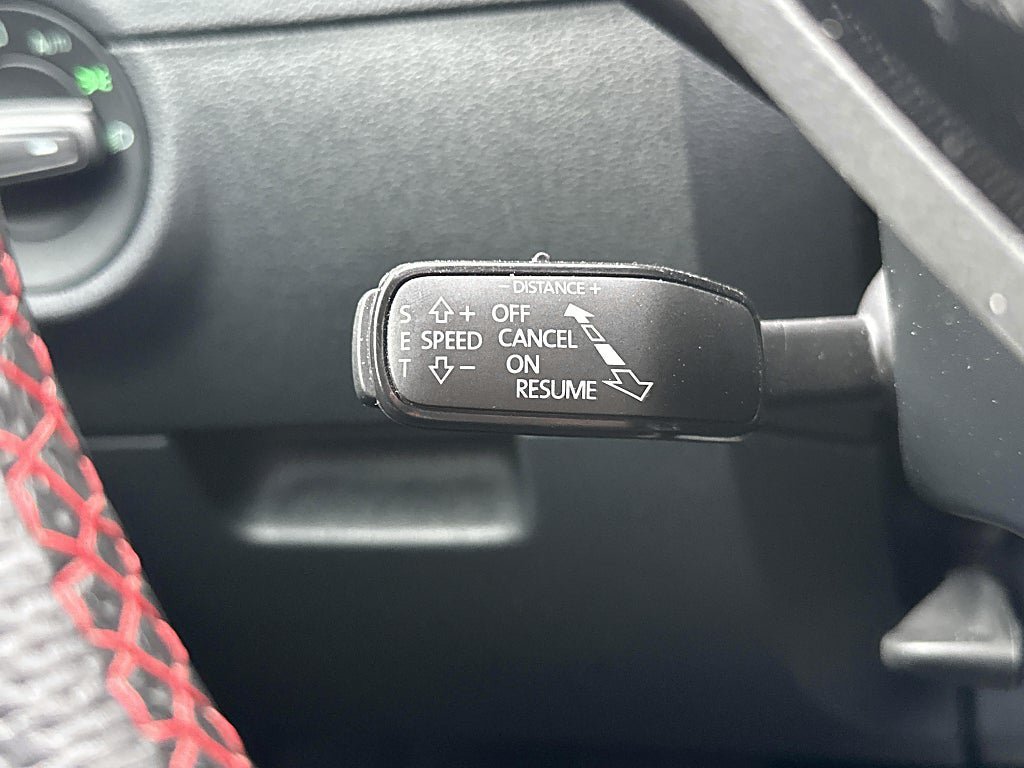 - DISTANCE +
S + OFF
E SPEED CANCEL
T - ON
RESUME